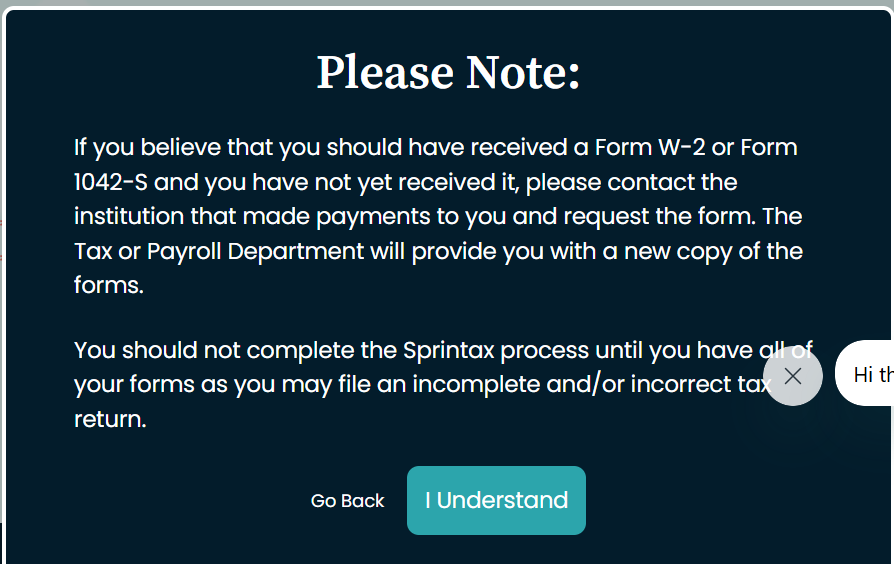 Please Note:
If you believe that you should have received a Form W-2 or Form
1042-S and you have not yet received it, please contact the
institution that made payments to you and request the form. The
Tax or Payroll Department will provide you with a new copy of the
forms.
You should not complete the Sprintax process until you have all of
your forms as you may file an incomplete and/or incorrect tax
Hi th
return.
Go Back
I Understand